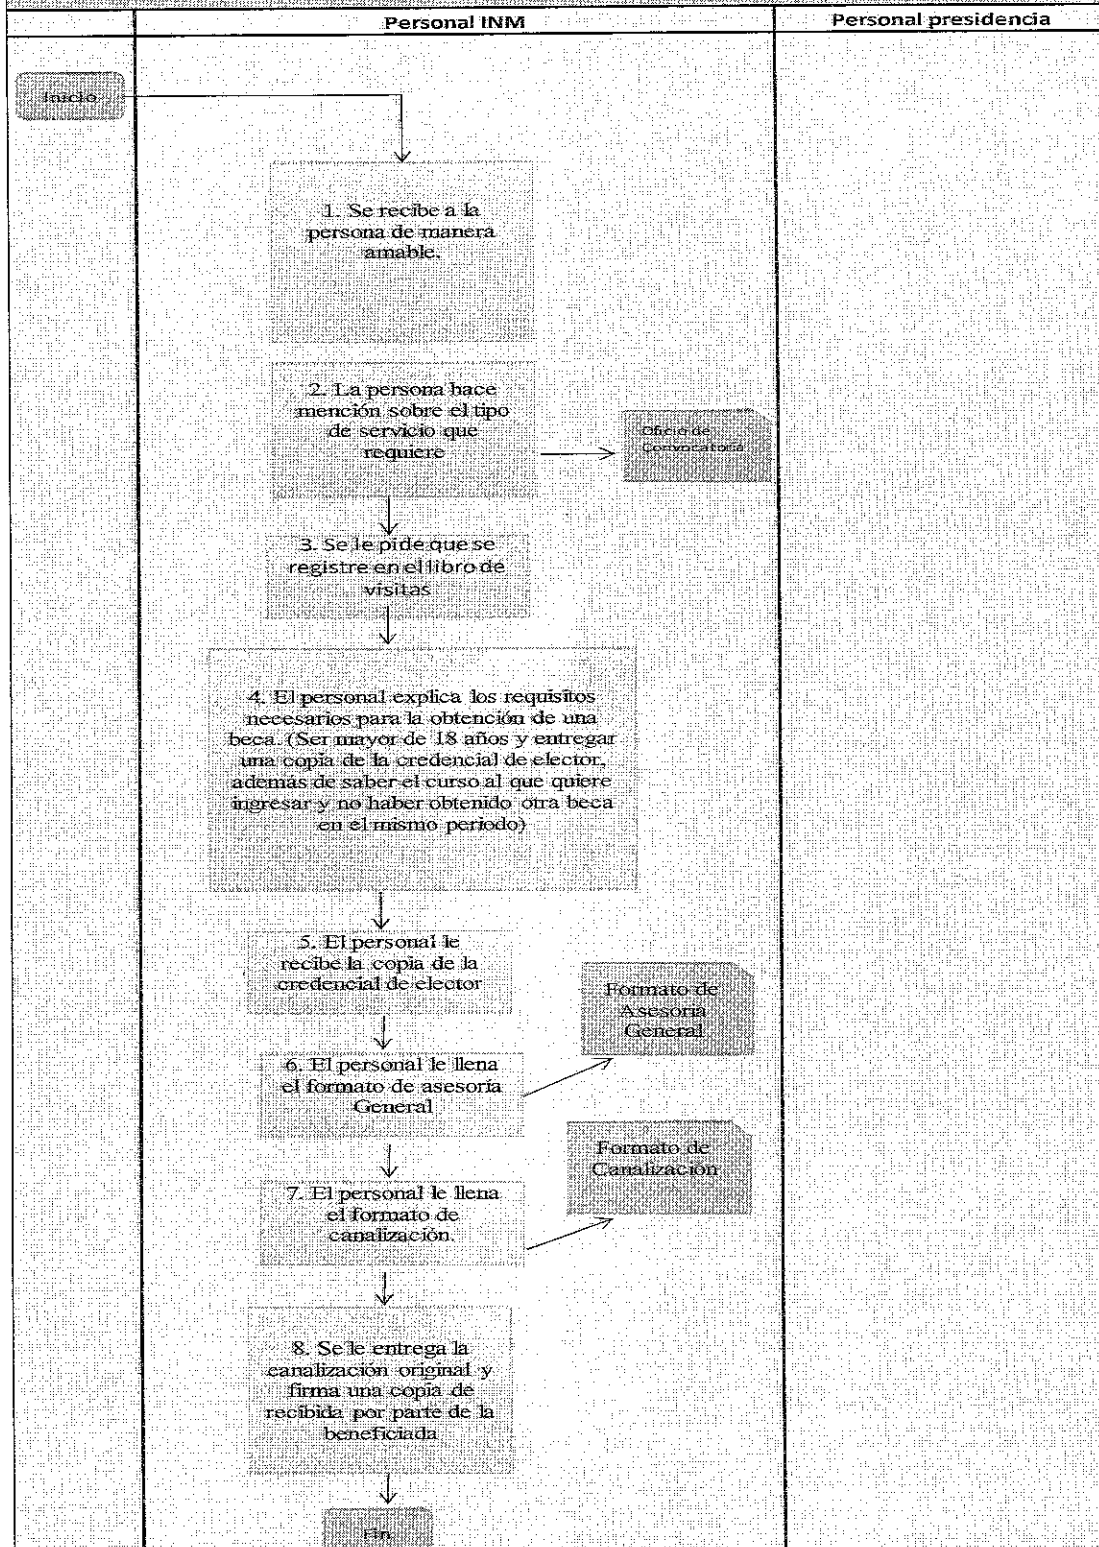 Personal INM
Personal presidencia
Inicio
1. Se recibe a la
persona de manera
amable.
2. La persona hace
mención sobre el tipo
de servicio que
requiere
Oficio de
Convocatoria
3. Se le pide que se
registre en el libro de
visitas
4. El personal explica los requisitos
necesarios para la obtención de una
beca. (Ser mayor de 18 años y entregar
una copia de la credencial de elector,
además de saber el curso al que quiere
ingresar y no haber obtenido otra beca
en el mismo periodo)
5. El personal le
recibe la copia de la
credencial de elector
Formato de
Asesoría
General
6. El personal le llena
el formato de asesoría
General
Formato de
Canalización
7. El personal le llena
el formato de
canalización.
8. Se le entrega la
canalización original y
firma una copia de
recibida por parte de la
beneficiada
Fin